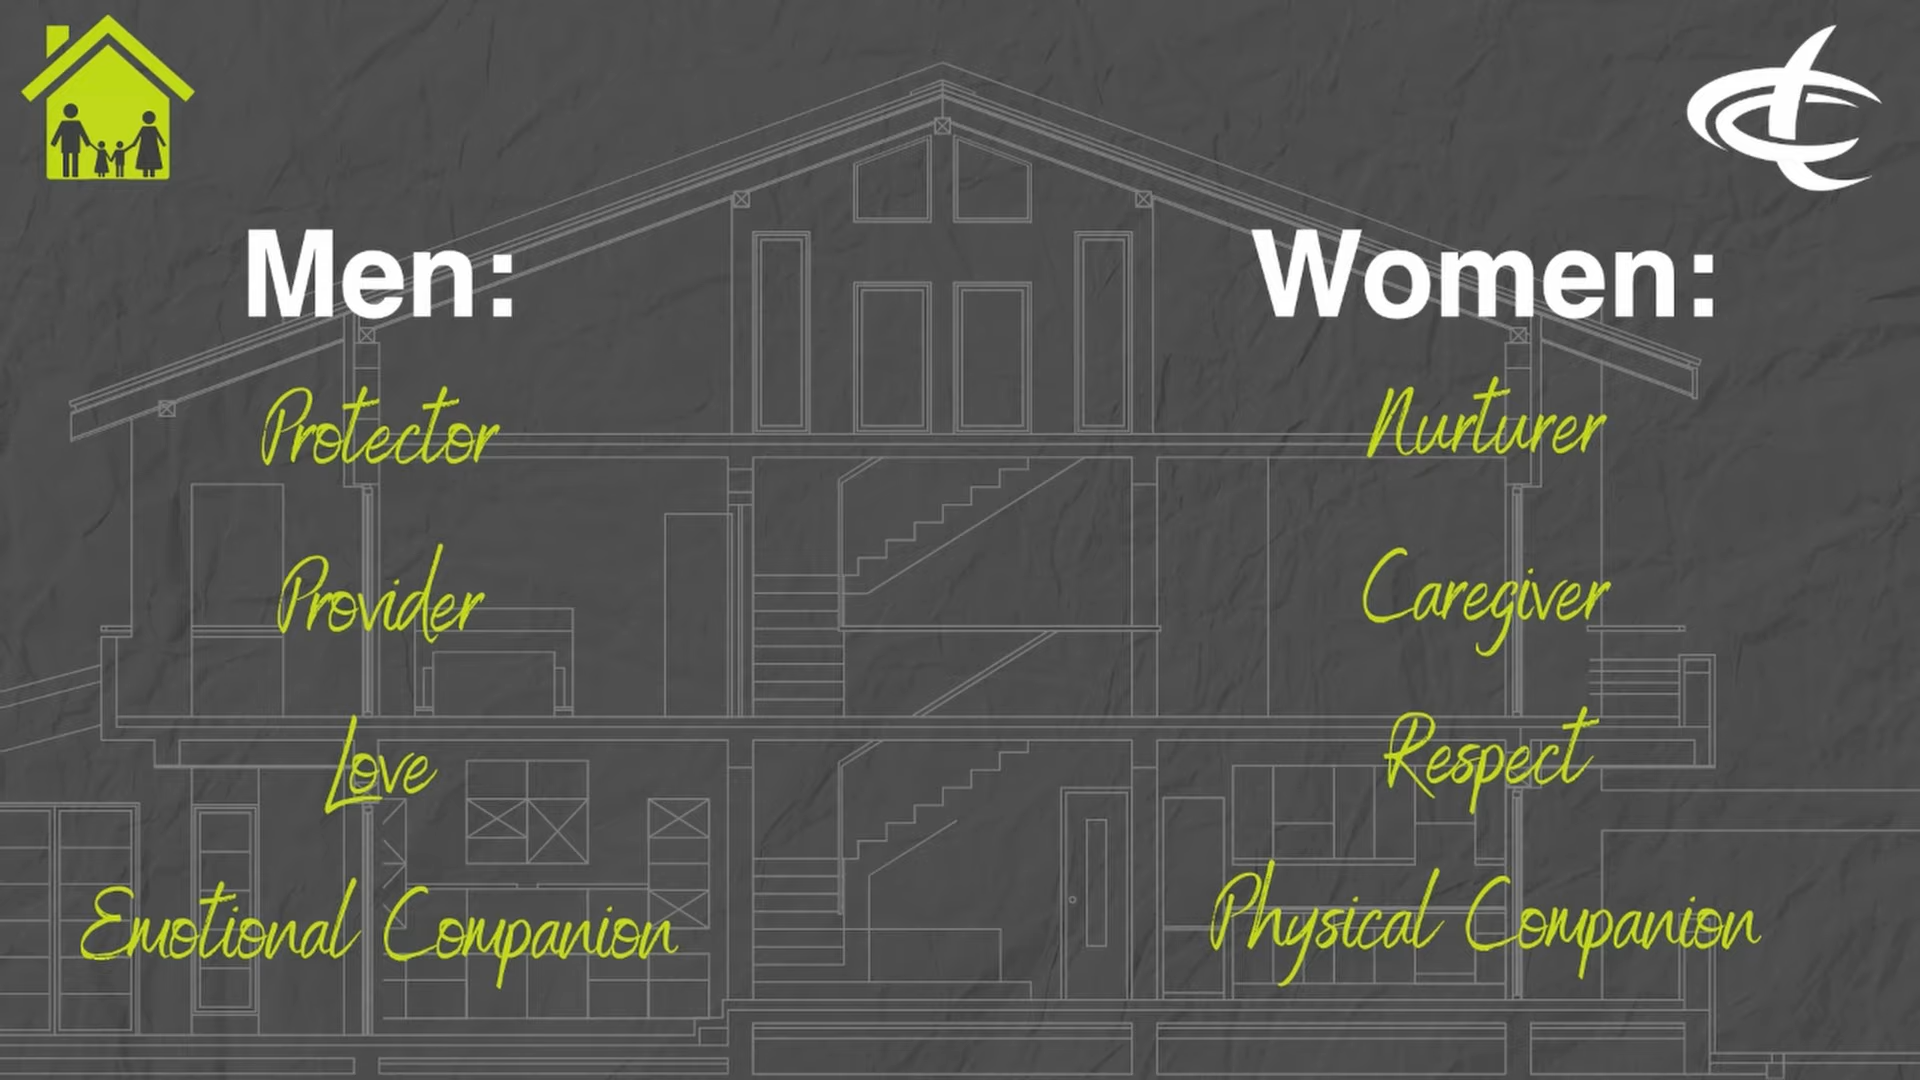 Men:
Protector
Provider
Love
Emotional Companion
Women:
Nurturer
Caregiver
Respect
Physical Companion